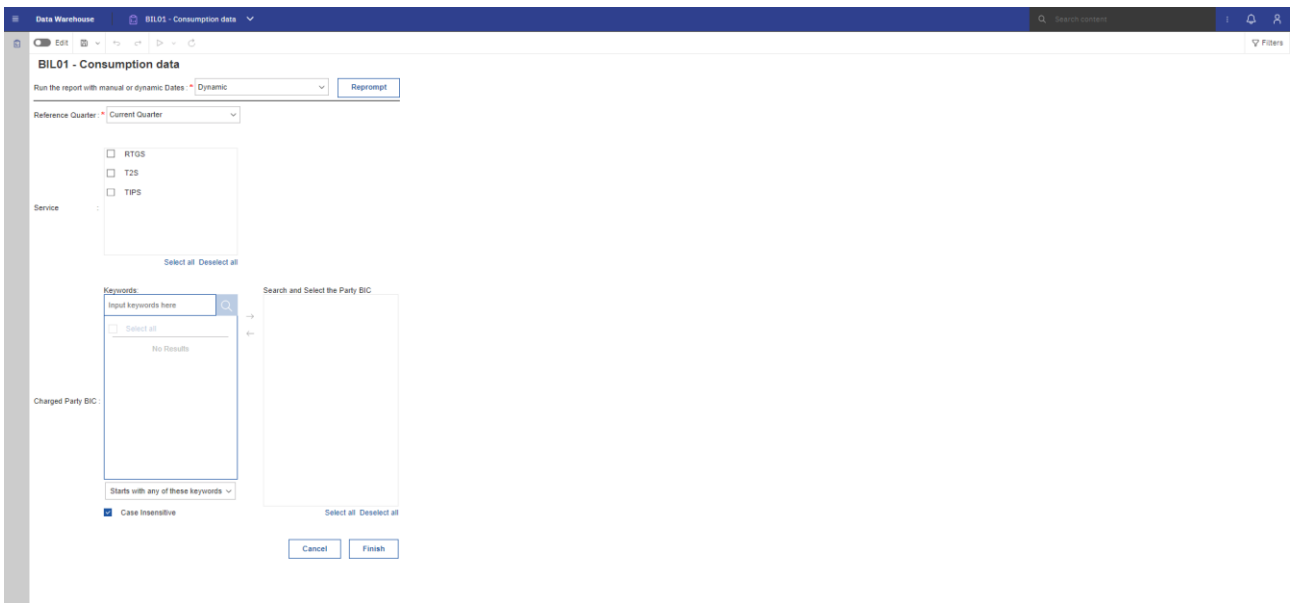 Data Warehouse BIL01 - Consumption data Search content
Edit Filters
BIL01 - Consumption data
Run the report with manual or dynamic Dates : * Dynamic Reprompt
Reference Quarter : * Current Quarter
RTGS
T2S
TIPS
Service :
Select all Deselect all
Keywords: Search and Select the Party BIC
Input keywords here
Select all
No Results
Charged Party BIC :
Starts with any of these keywords
Case Insensitive Select all Deselect all
Cancel Finish